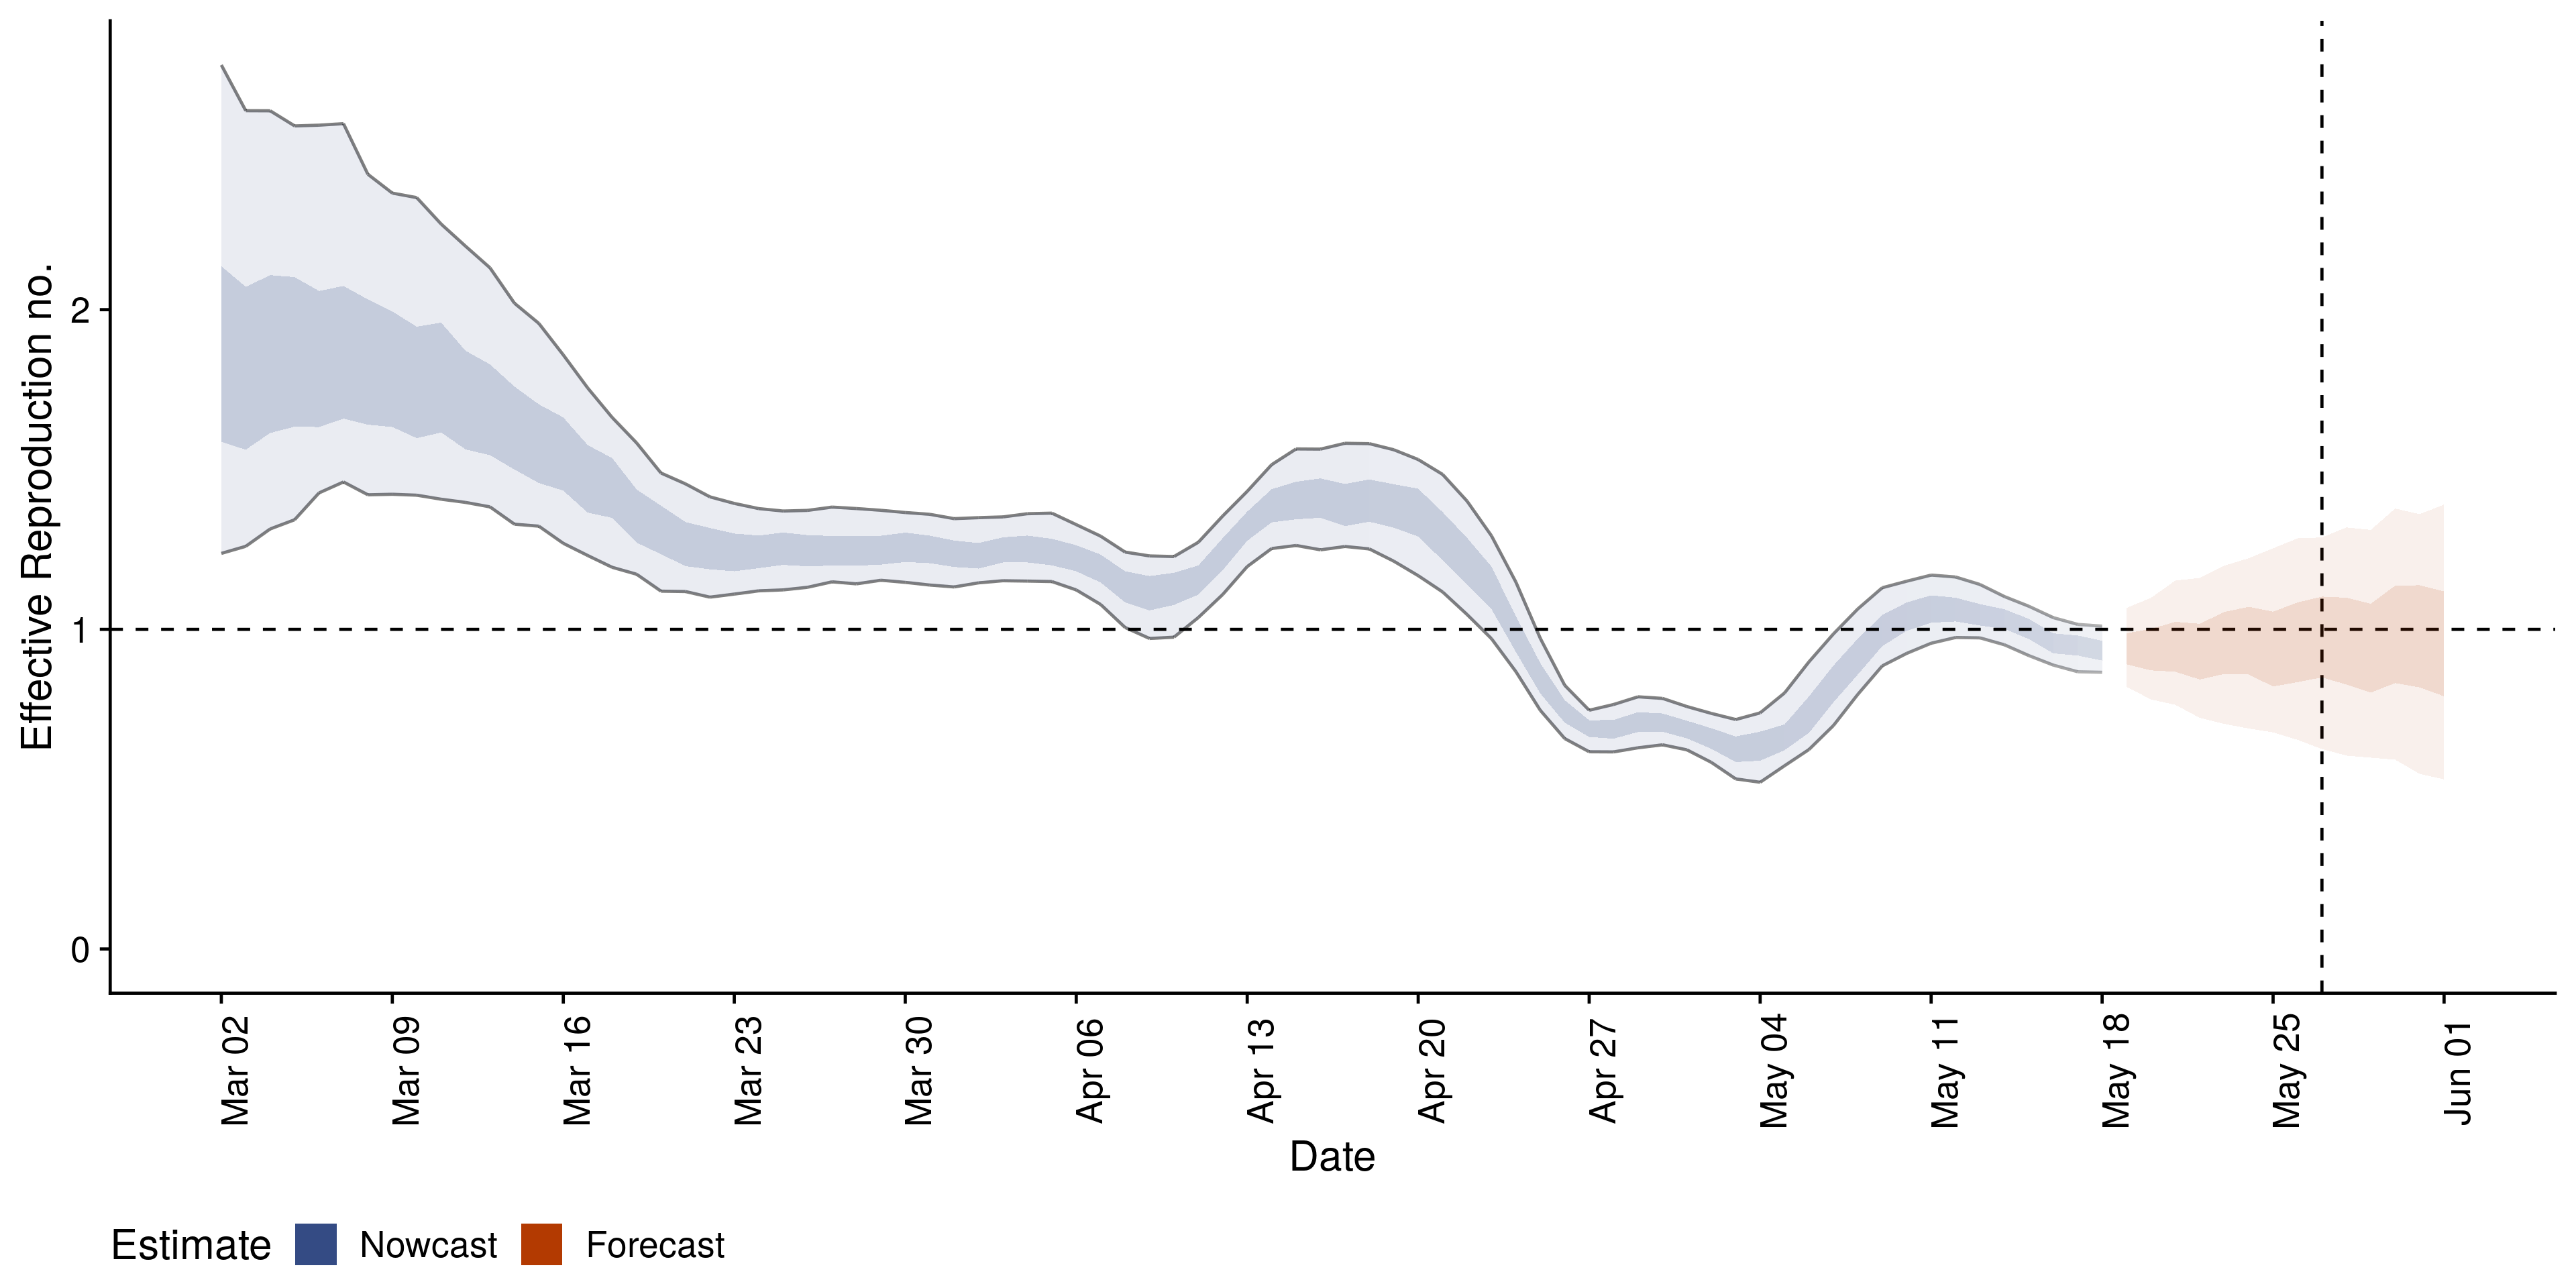 Effective Reproduction no.
2
1
0
Mar 02
Mar 09
Mar 16
Mar 23
Mar 30
Apr 06
Apr 13
Apr 20
Apr 27
May 04
May 11
May 18
May 25
Jun 01
Date
Estimate Nowcast Forecast